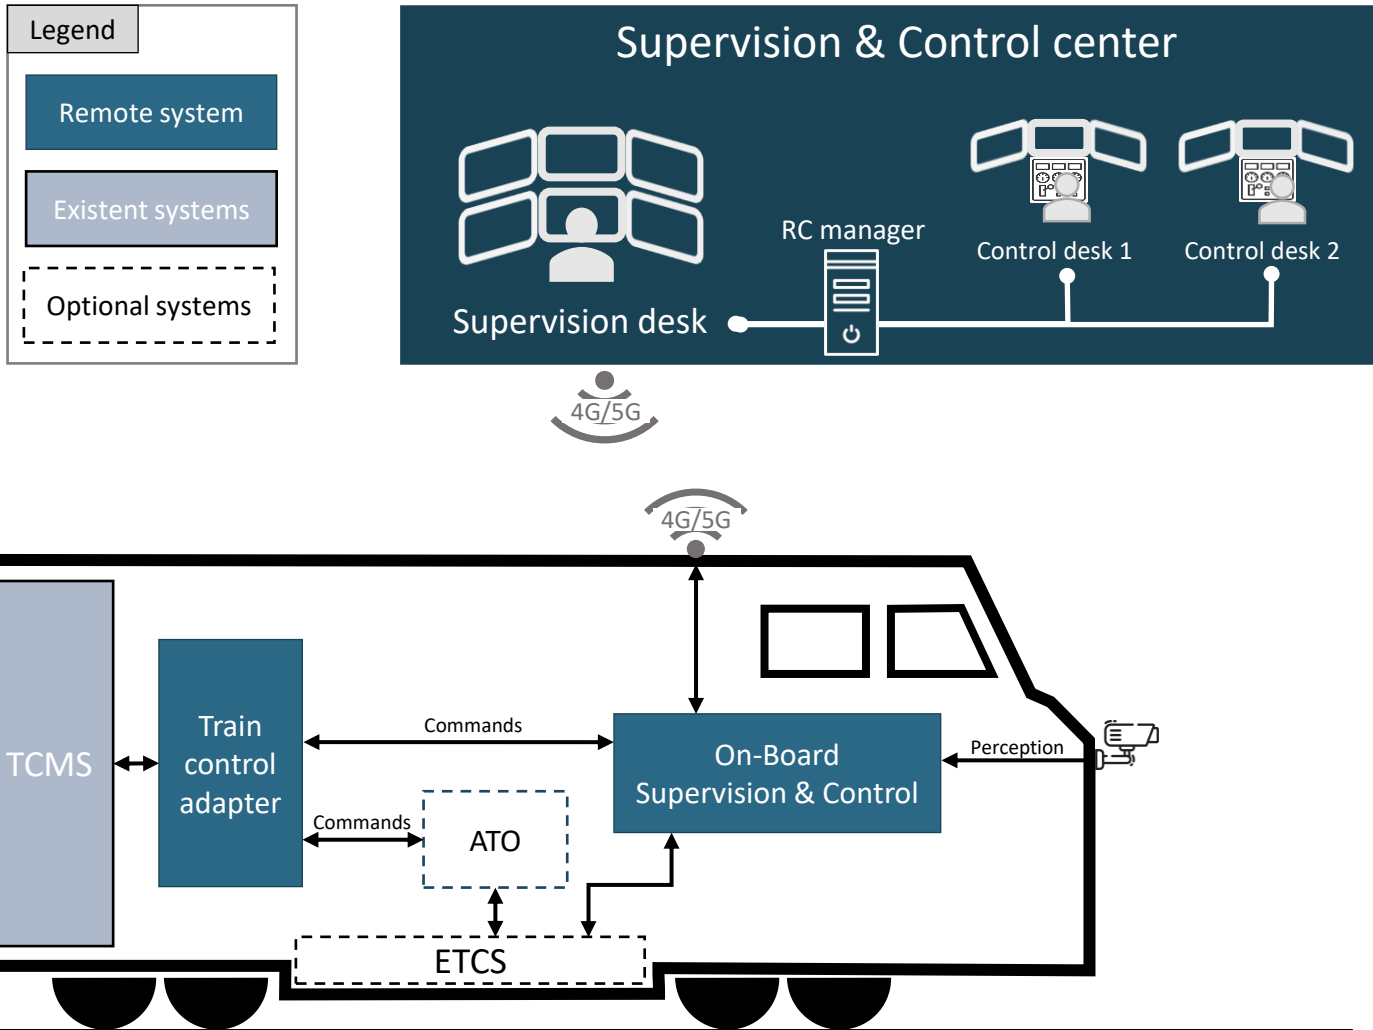 Legend
Remote system
Existent systems
Optional systems
Supervision & Control center
RC manager
Control desk 1
Control desk 2
Supervision desk
4G/5G
4G/5G
TCMS
Train
control
adapter
Commands
Commands
ATO
ETCS
On-Board
Supervision & Control
Perception